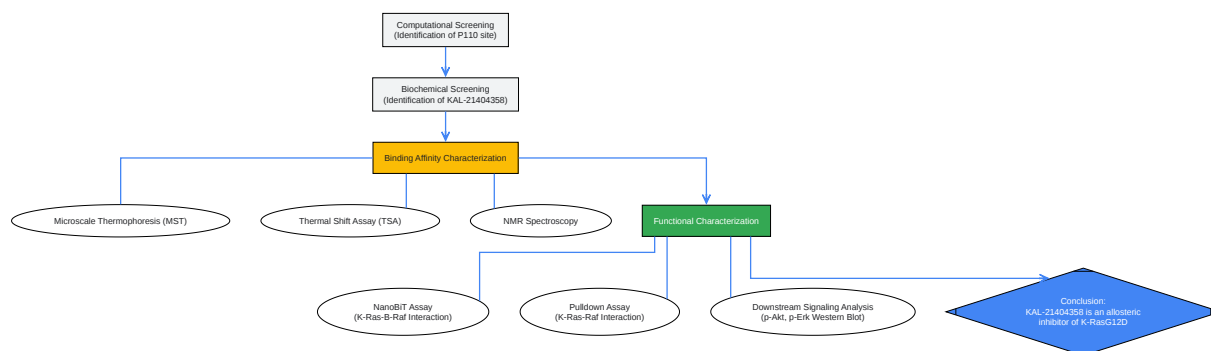 Computational Screening
(Identification of P110 site)
Biochemical Screening
(Identification of KAL-21404358)
Binding Affinity Characterization
Microscale Thermophoresis (MST)
Thermal Shift Assay (TSA)
NMR Spectroscopy
Functional Characterization
NanoBiT Assay
(K-Ras-B-Raf Interaction)
Pulldown Assay
(K-Ras-Raf Interaction)
Downstream Signaling Analysis
(p-Akt, p-Erk Western Blot)
Conclusion:
KAL-21404358 is an allosteric
inhibitor of K-RasG12D